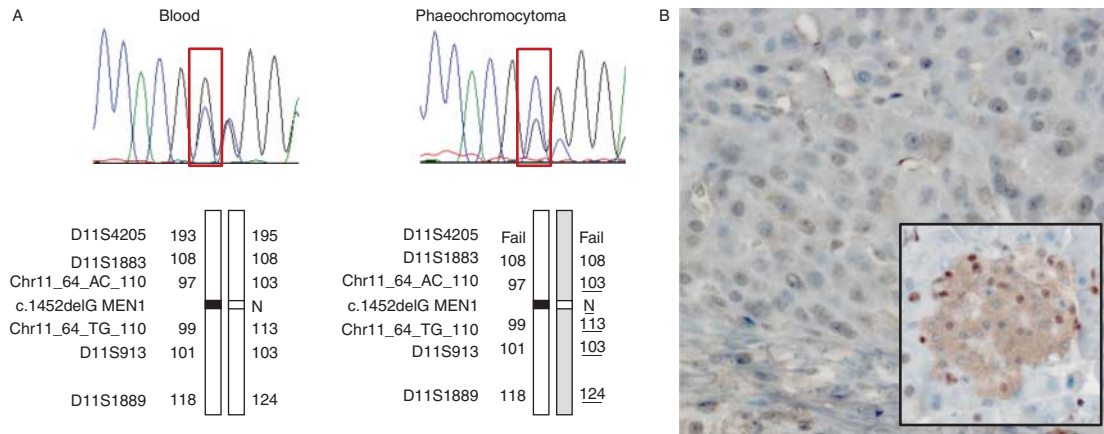 A
Blood
Phaeochromocytoma
B
D11S4205 193 195
D11S1883 108 108
Chr11_64_AC_110 97 103
c.1452delG MEN1 N
Chr11_64_TG_110 99 113
D11S913 101 103
D11S1889 118 124
D11S4205 Fail Fail
D11S1883 108 108
Chr11_64_AC_110 97 103
c.1452delG MEN1 N
Chr11_64_TG_110 99 113
D11S913 101 103
D11S1889 118 124